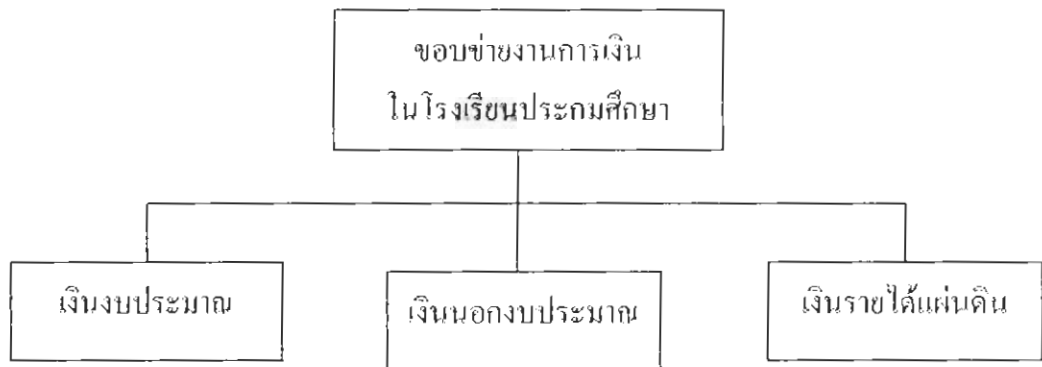 ขอบข่ายงานการเงิน
ในโรงเรียนประถมศึกษา
เงินงบประมาณ
เงินนอกงบประมาณ
เงินรายได้แผ่นดิน